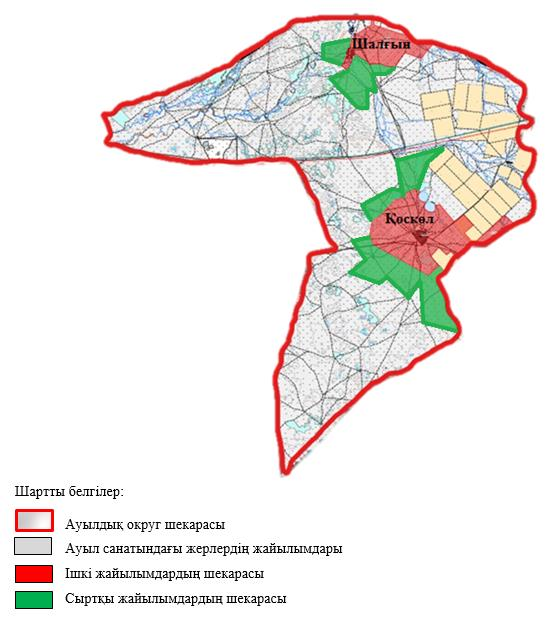 Шалғын
Қоскөл
Шартты белгілер:
Ауылдық округ шекарасы
Ауыл санатындағы жерлердің жайылымдары
Ішкі жайылымдардың шекарасы
Сыртқы жайылымдардың шекарасы